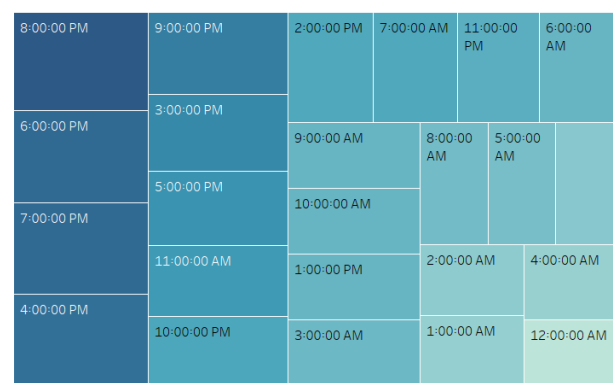 8:00:00 PM
6:00:00 PM
7:00:00 PM
4:00:00 PM
9:00:00 PM
3:00:00 PM
5:00:00 PM
11:00:00 AM
10:00:00 PM
2:00:00 PM
7:00:00 AM
11:00:00
PM
6:00:00
AM
9:00:00 AM
10:00:00 AM
1:00:00 PM
3:00:00 AM
8:00:00
AM
5:00:00
AM
2:00:00 AM
4:00:00 AM
1:00:00 AM
12:00:00 AM